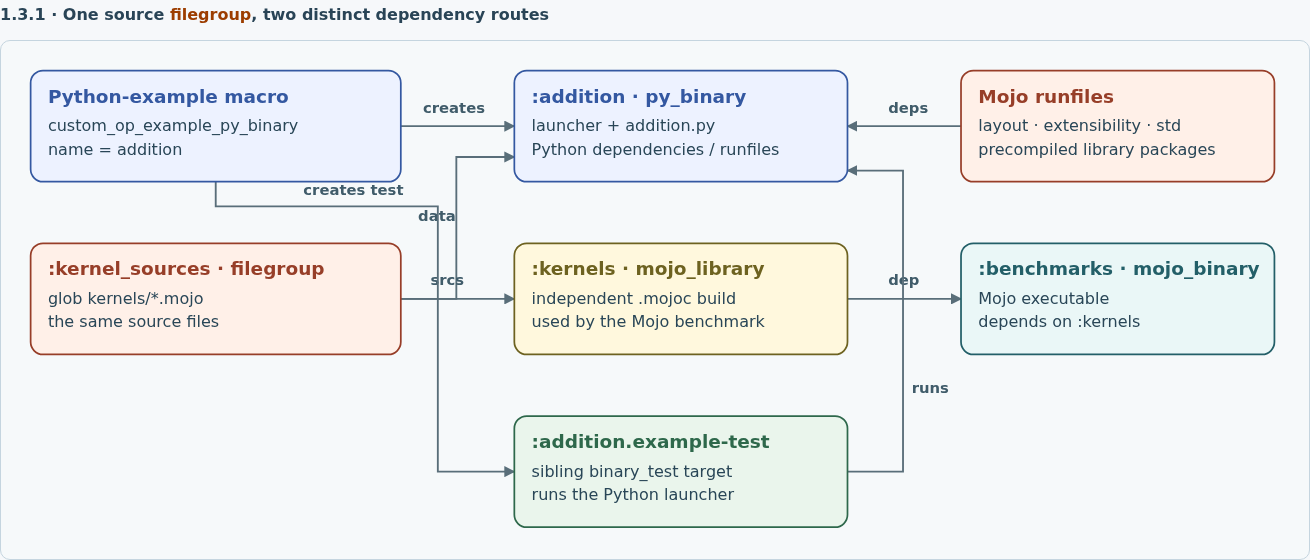 1.3.1 · One source filegroup, two distinct dependency routes
Python-example macro
custom_op_example_py_binary
name = addition
creates
:addition · py_binary
launcher + addition.py
Python dependencies / runfiles
deps
Mojo runfiles
layout · extensibility · std
precompiled library packages
creates test
data
:kernel_sources · filegroup
glob kernels/*.mojo
the same source files
srcs
:kernels · mojo_library
independent .mojoc build
used by the Mojo benchmark
dep
:benchmarks · mojo_binary
Mojo executable
depends on :kernels
runs
:addition.example-test
sibling binary_test target
runs the Python launcher